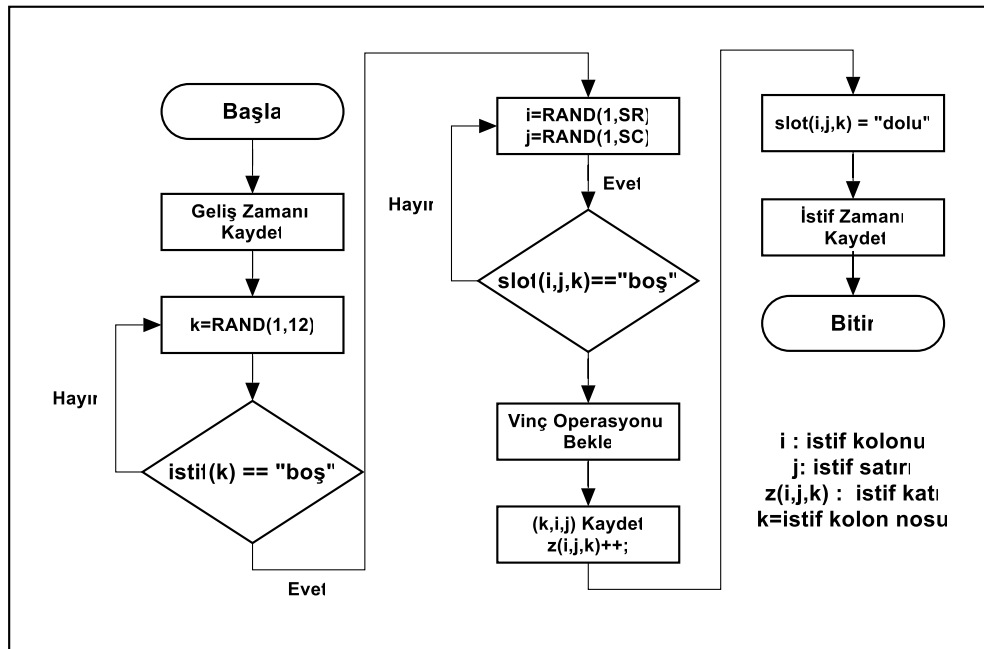 Başla
Geliş Zamanı
Kaydet
k=RAND(1,12)
Hayır
istif(k) == "boş"
Evet
i=RAND(1,SR)
j=RAND(1,SC)
Evet
Hayır
slot(i,j,k)=="boş"
Vinç Operasyonu
Bekle
(k,i,j) Kaydet
z(i,j,k)++;
slot(i,j,k) = "dolu"
İstif Zamanı
Kaydet
Bitir
i : istif kolonu
j: istif satırı
z(i,j,k) : istif katı
k=istif kolon nosu